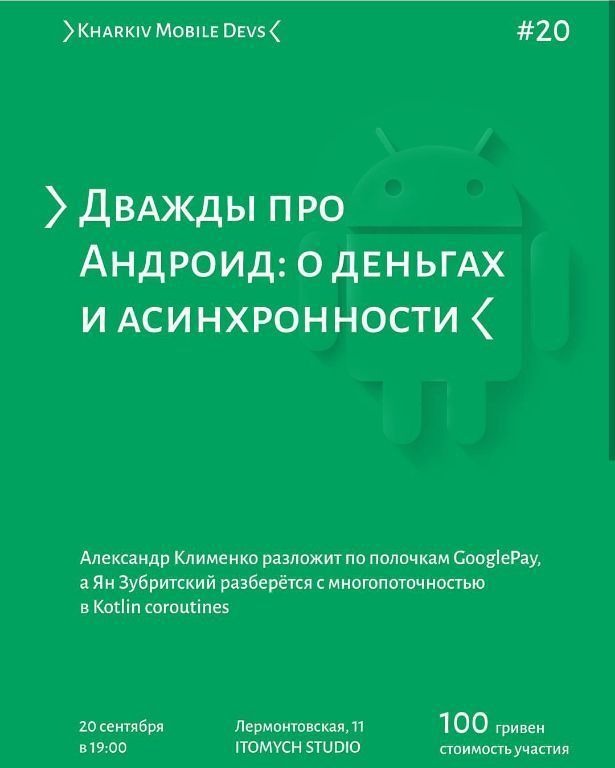 〉Kharkiv Mobile Devs〈
#20
〉Дважды про
Андроид: о деньгах
и асинхронности〈
Александр Клименко разложит по полочкам GooglePay,
а Ян Зубритский разберётся с многопоточностью
в Kotlin coroutines
20 сентября
в 19:00
Лермонтовская, 11
ITOMYCH STUDIO
100 гривен
стоимость участия